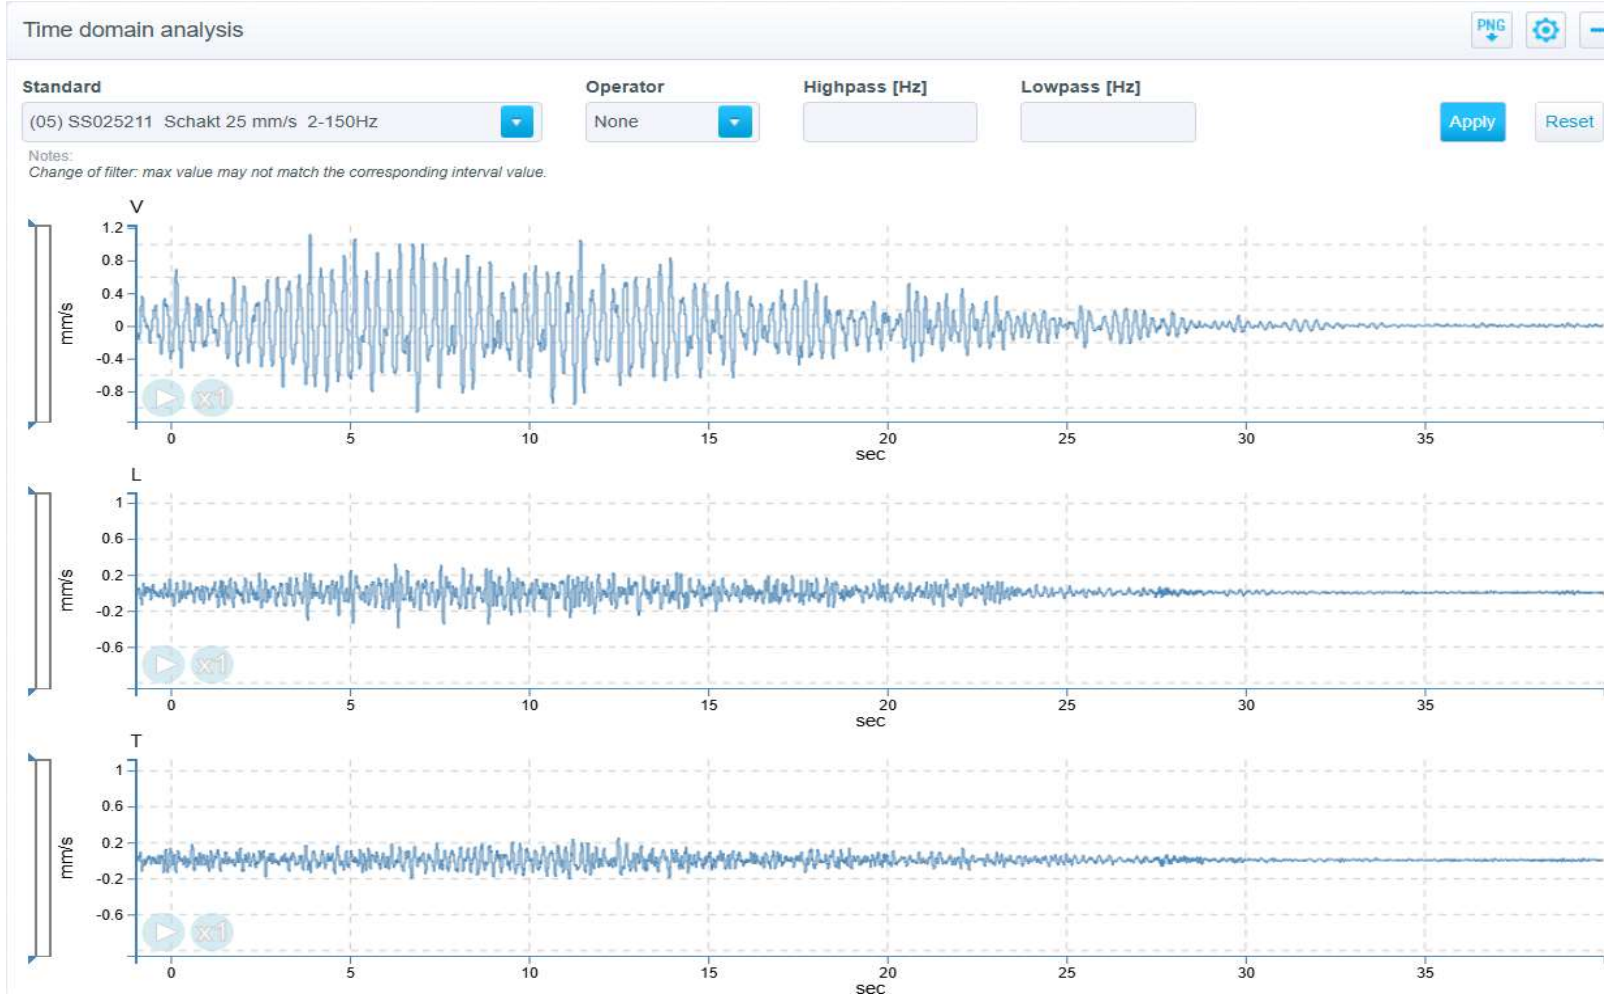 Time domain analysis
PNG
Standard Operator Highpass [Hz] Lowpass [Hz]
(05) SS025211 Schakt 25 mm/s 2-150Hz None Apply Reset
Notes:
Change of filter: max value may not match the corresponding interval value.
V
1.2
0.8
0.4
0
-0.4
-0.8
mm/s
x1
0 5 10 15 20 25 30 35
sec
L
1
0.6
0.2
-0.2
-0.6
mm/s
x1
0 5 10 15 20 25 30 35
sec
T
1
0.6
0.2
-0.2
-0.6
mm/s
x1
0 5 10 15 20 25 30 35
sec